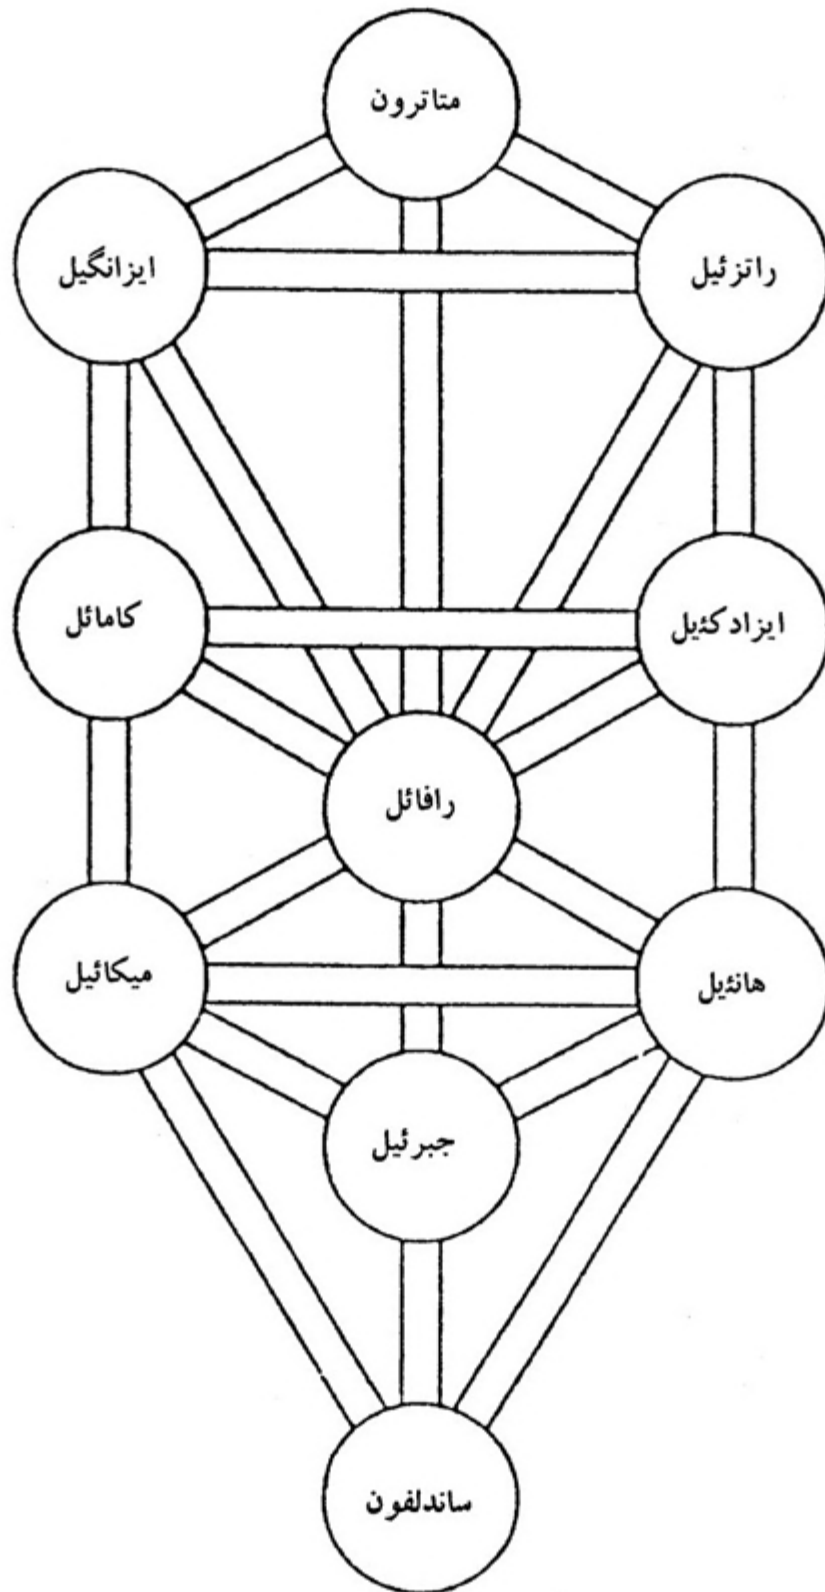 متاترون
راتزئیل
ایزانگیل
ایزادکئیل
کامائل
رافائل
هانئیل
میکائیل
جبرئیل
ساندلفون